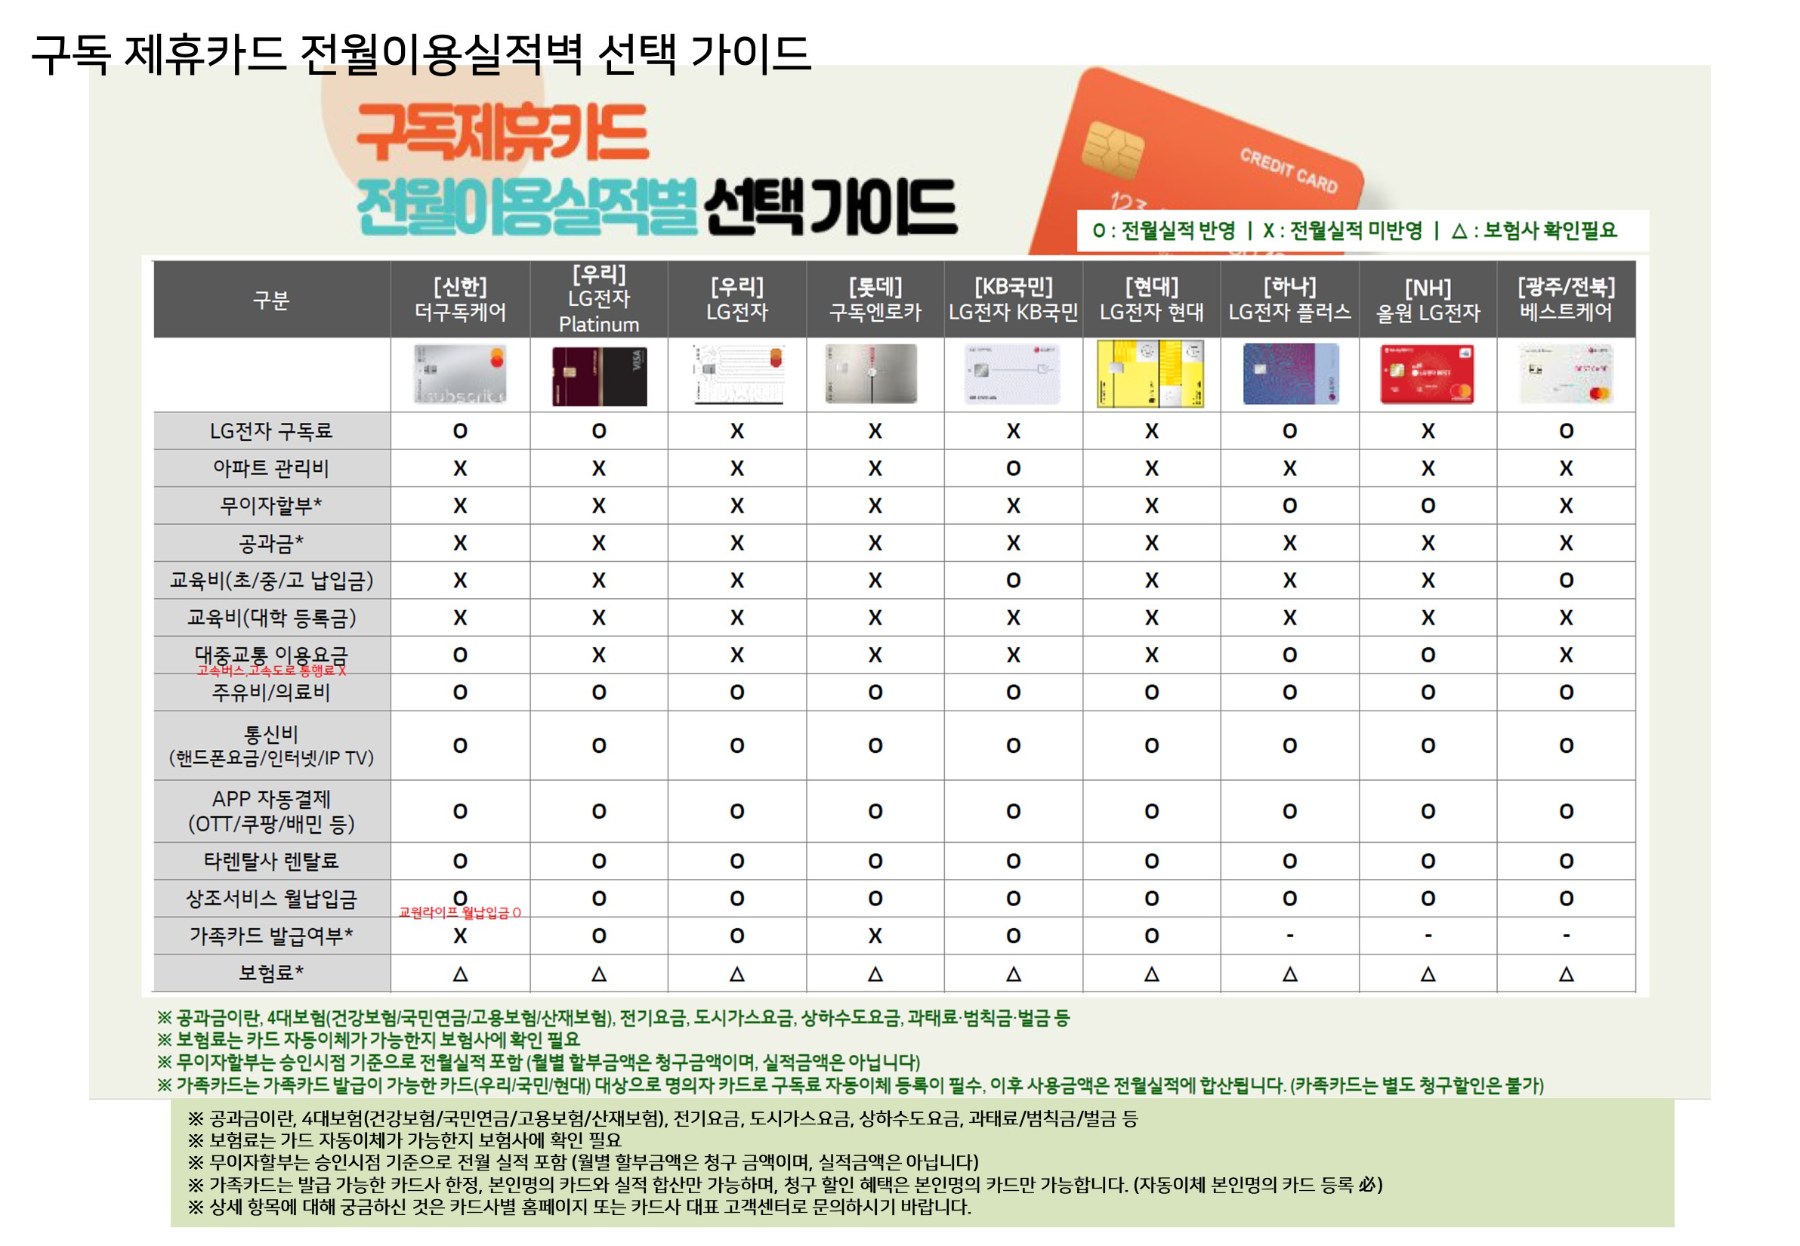 구독 제휴카드 전월이용실적벽 선택 가이드
구독제휴카드
전월이용실적별 선택 가이드
CREDIT CARD
123
O : 전월실적 반영 | X : 전월실적 미반영 | △ : 보험사 확인필요
구분 [신한] 더구독케어 [우리] LG전자 Platinum [우리] LG전자 [롯데] 구독엔로카 [KB국민] LG전자 KB국민 [현대] LG전자 현대 [하나] LG전자 플러스 [NH] 올원 LG전자 [광주/전북] 베스트케어
LG전자 구독료 O O X X X X O X O
아파트 관리비 X X X X O X X X X
무이자할부* X X X X X X O O X
공과금* X X X X X X X X X
교육비(초/중/고 납입금) X X X X O X X X O
교육비(대학 등록금) X X X X X X X X X
대중교통 이용요금 O X X X X X O O X
고속버스,고속도로 통행료 X
주유비/의료비 O O O O O O O O O
통신비
(핸드폰요금/인터넷/IP TV) O O O O O O O O O
APP 자동결제
(OTT/쿠팡/배민 등) O O O O O O O O O
타렌탈사 렌탈료 O O O O O O O O O
상조서비스 월납입금 O O O O O O O O O
교원라이프 월납입금 O
가족카드 발급여부* X O O X O O - - -
보험료* △ △ △ △ △ △ △ △ △
※ 공과금이란, 4대보험(건강보험/국민연금/고용보험/산재보험), 전기요금, 도시가스요금, 상하수도요금, 과태료·범칙금·벌금 등
※ 보험료는 카드 자동이체가 가능한지 보험사에 확인 필요
※ 무이자할부는 승인시점 기준으로 전월실적 포함 (월별 할부금액은 청구금액이며, 실적금액은 아닙니다)
※ 가족카드는 가족카드 발급이 가능한 카드(우리/국민/현대) 대상으로 명의자 카드로 구독료 자동이체 등록이 필수, 이후 사용금액은 전월실적에 합산됩니다. (카족카드는 별도 청구할인은 불가)
※ 공과금이란, 4대보험(건강보험/국민연금/고용보험/산재보험), 전기요금, 도시가스요금, 상하수도요금, 과태료/범칙금/벌금 등
※ 보험료는 가드 자동이체가 가능한지 보험사에 확인 필요
※ 무이자할부는 승인시점 기준으로 전월 실적 포함 (월별 할부금액은 청구 금액이며, 실적금액은 아닙니다)
※ 가족카드는 발급 가능한 카드사 한정, 본인명의 카드와 실적 합산만 가능하며, 청구 할인 혜택은 본인명의 카드만 가능합니다. (자동이체 본인명의 카드 등록 必)
※ 상세 항목에 대해 궁금하신 것은 카드사별 홈페이지 또는 카드사 대표 고객센터로 문의하시기 바랍니다.